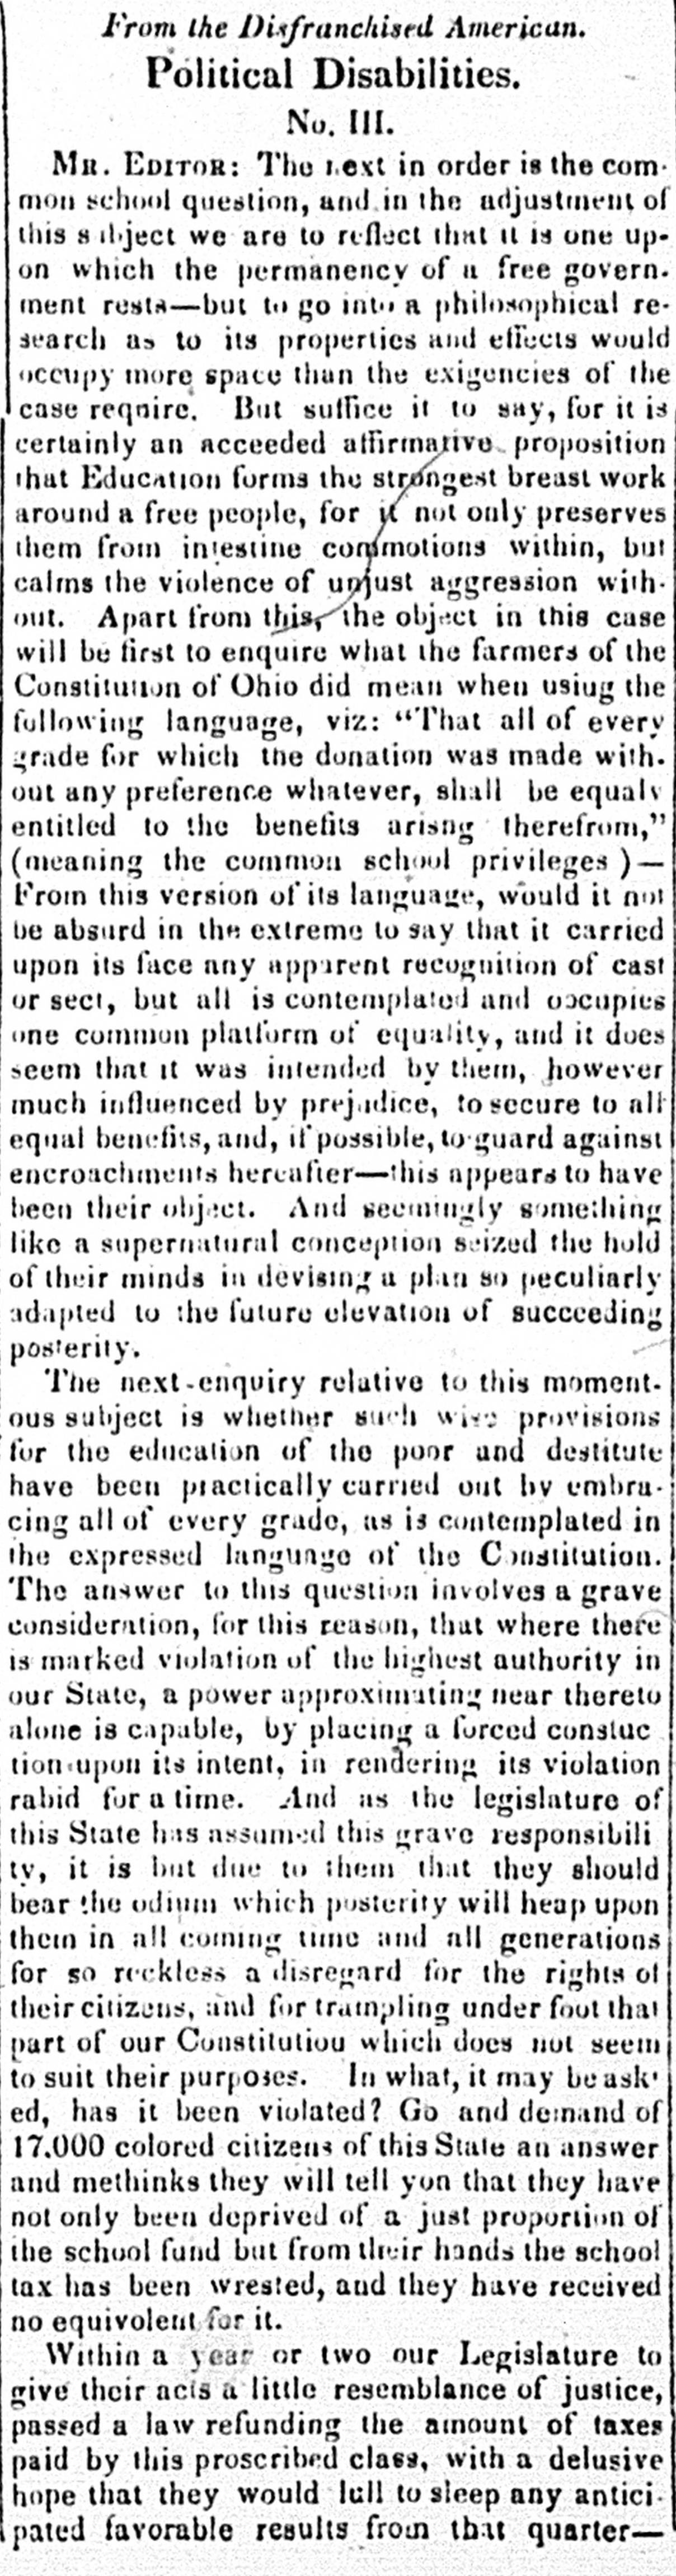 From the Disfranchised American.
Political Disabilities.
No. III.
MR. EDITOR: The next in order is the com-
mon school question, and in the adjustment of
this subject we are to reflect that it is one up-
on which the permanency of a free govern-
ment rests—but to go into a philosophical re-
search as to its properties and effects would
occupy more space than the exigencies of the
case reqnire. But suffice it to say, for it is
certainly an acceeded affirmative proposition
that Education forms the strongest breast work
around a free people, for it not only preserves
them from intestine commotions within, but
calms the violence of unjust aggression with-
out. Apart from this, the object in this case
will be first to enquire what the farmers of the
Constitution of Ohio did mean when usiug the
following language, viz: "That all of every
grade for which the donation was made with-
out any preference whatever, shall be equaly
entitled to the benefits arisng therefrom,"
(meaning the common school privileges )—
From this version of its language, would it not
be absurd in the extreme to say that it carried
upon its face any apparent recognition of cast
or sect, but all is contemplated and occupies
one common platform of equality, and it does
seem that it was intended by them, however
much influenced by prejudice, to secure to all
equal benefits, and, if possible, to guard against
encroachments hereafter—this appears to have
been their object. And seemingly something
like a supernatural conception seized the hold
of their minds in devising a plan so peculiarly
adapted to the future elevation of succeeding
posterity.
The next enquiry relative to this moment-
ous subject is whether such wise provisions
for the education of the poor and destitute
have been practically carried out by embra-
cing all of every grade, as is contemplated in
the expressed language of the Constitution.
The answer to this question involves a grave
consideration, for this reason, that where there
is marked violation of the highest authority in
our State, a power approximating near thereto
alone is capable, by placing a forced constuc
tion upon its intent, in rendering its violation
rabid for a time. And as the legislature of
this State has assumed this grave responsibili
ty, it is but due to them that they should
bear the odium which posterity will heap upon
them in all coming time and all generations
for so reckless a disregard for the rights of
their citizens, and for trampling under foot that
part of our Constitutiou which does not seem
to suit their purposes. In what, it may be ask'
ed, has it been violated? Go and demand of
17.000 colored citizens of this State an answer
and methinks they will tell yon that they have
not only been deprived of a just proportion of
the school fund but from their hands the school
tax has been wrested, and they have received
no equivolent for it.
Within a year or two our Legislature to
give their acts a little resemblance of justice,
passed a law refunding the amount of taxes
paid by this proscribed class, with a delusive
hope that they would lull to sleep any antici-
pated favorable results from that quarter—